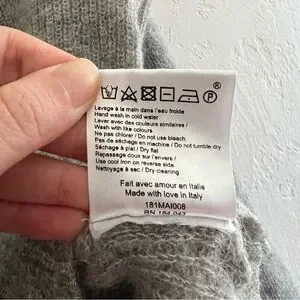 Lavage à la main dans l'eau froide
Hand wash in cold water
Laver avec des couleurs similaires /
Wash with like colours
Ne pas chlorer / Do not use bleach
Pas de séchage en machine / Do not tumble dry
Séchage à plat / Dry flat
Repassage doux sur l'envers /
Use cool iron on reverse side
Nettoyage à sec / Dry cleaning
Fait avec amour en Italie
Made with love in Italy
181MAI008
RN 154 043